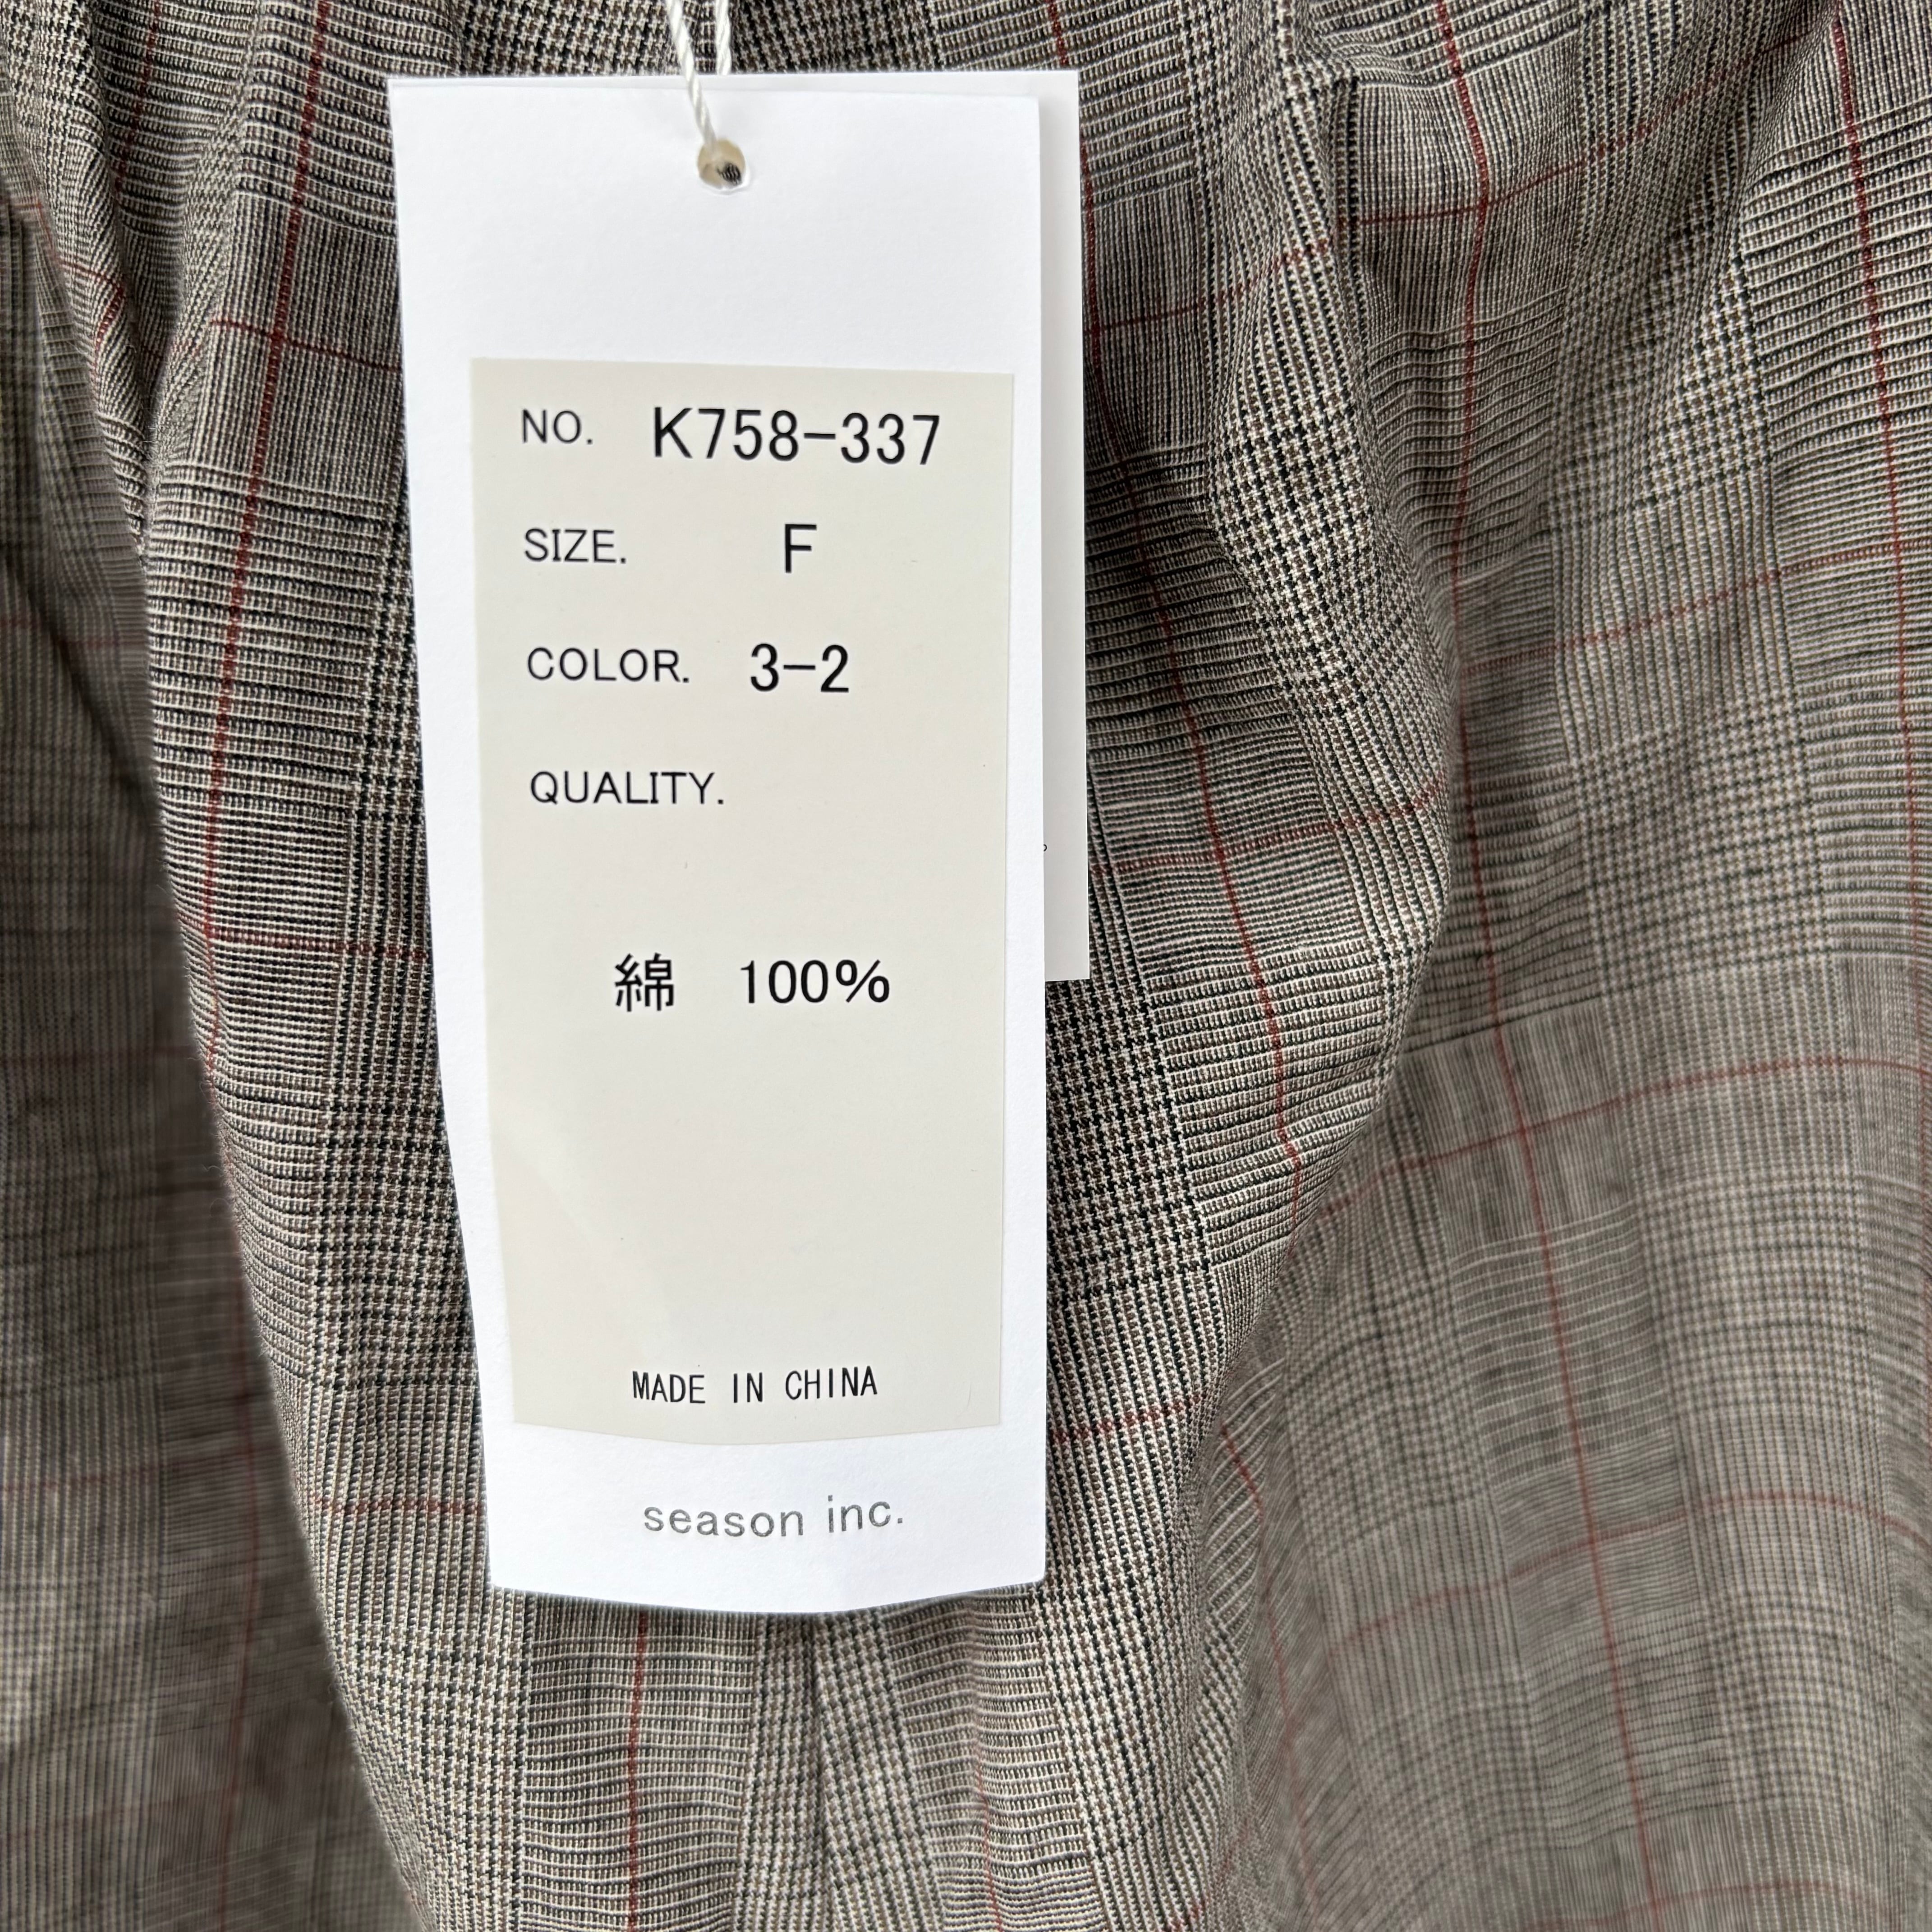 NO. K758-337
SIZE. F
COLOR. 3-2
QUALITY.
綿 100%
MADE IN CHINA
season inc.